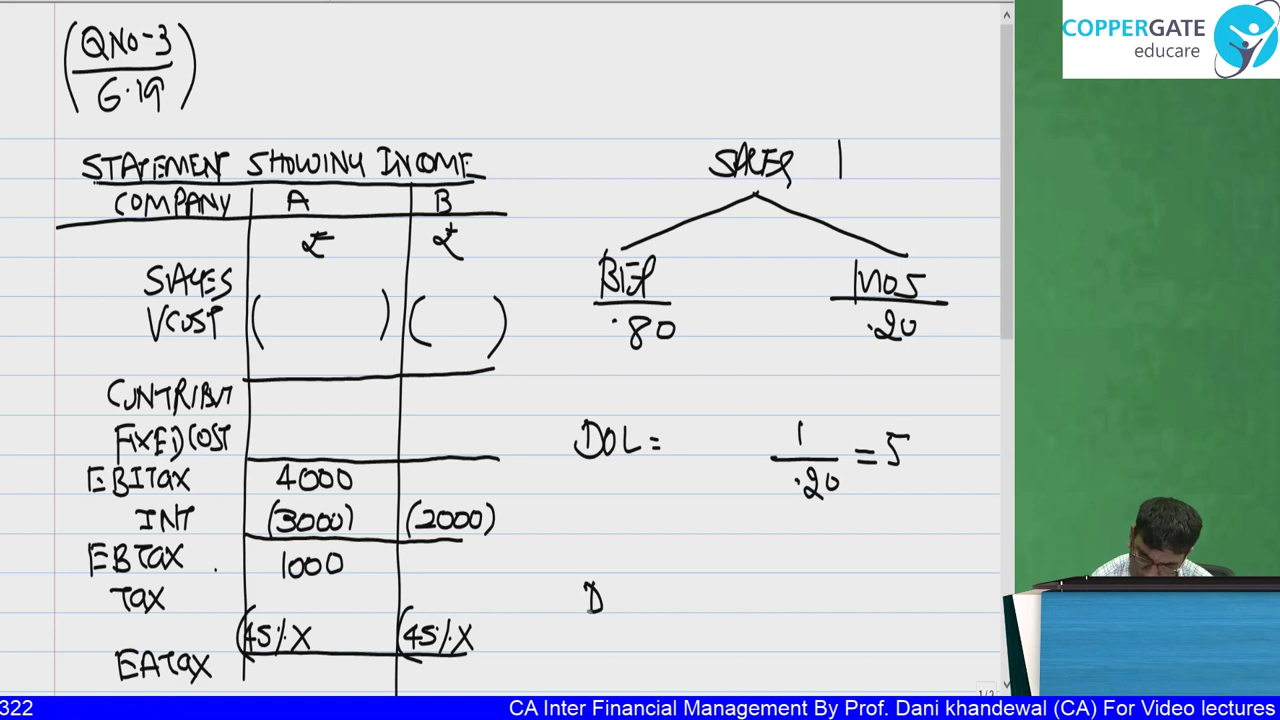 QNO-3
6.19
STATEMENT SHOWING INCOME
COMPANY A B
₹ ₹
SALES
VCOST ( ) ( )
CONTRIBUT
FIXED COST
EBITAX 4000
INT (3000) (2000)
EBTAX . 1000
TAX
(45%X (45%X
EATAX
SALES 1
BEP MOS
.80 .20
DOL = 1/.20 = 5
D
COPPERGATE
educare
322 CA Inter Financial Management By Prof. Dani khandewal (CA) For Video lectures